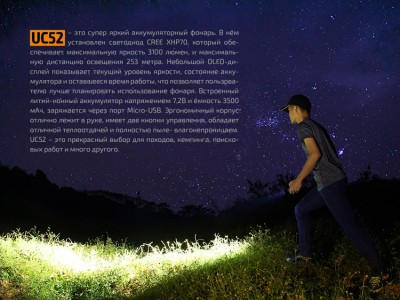 UC52 - это супер яркий аккумуляторный фонарь. В нём
установлен светодиод CREE XHP70, который обе-
спечивает максимальную яркость 3100 люмен, и максималь-
ную дистанцию освещения 253 метра. Небольшой OLED-ди-
сплей показывает текущий уровень яркости, состояние акку-
мулятора и оставшееся время работы, что позволяет пользова-
телю лучше планировать использование фонаря. Встроенный
литий-ионный аккумулятор напряжением 7,2В и ёмкость 3500
мАч, заряжается через порт Micro-USB. Эргономичный корпус
отлично лежит в руке, имеет две кнопки управления, обладает
отличной теплоотдачей и полностью пыле- влагонепроницаем.
UC52 - это прекрасный выбор для походов, кемпинга, поиско-
вых работ и много другого.